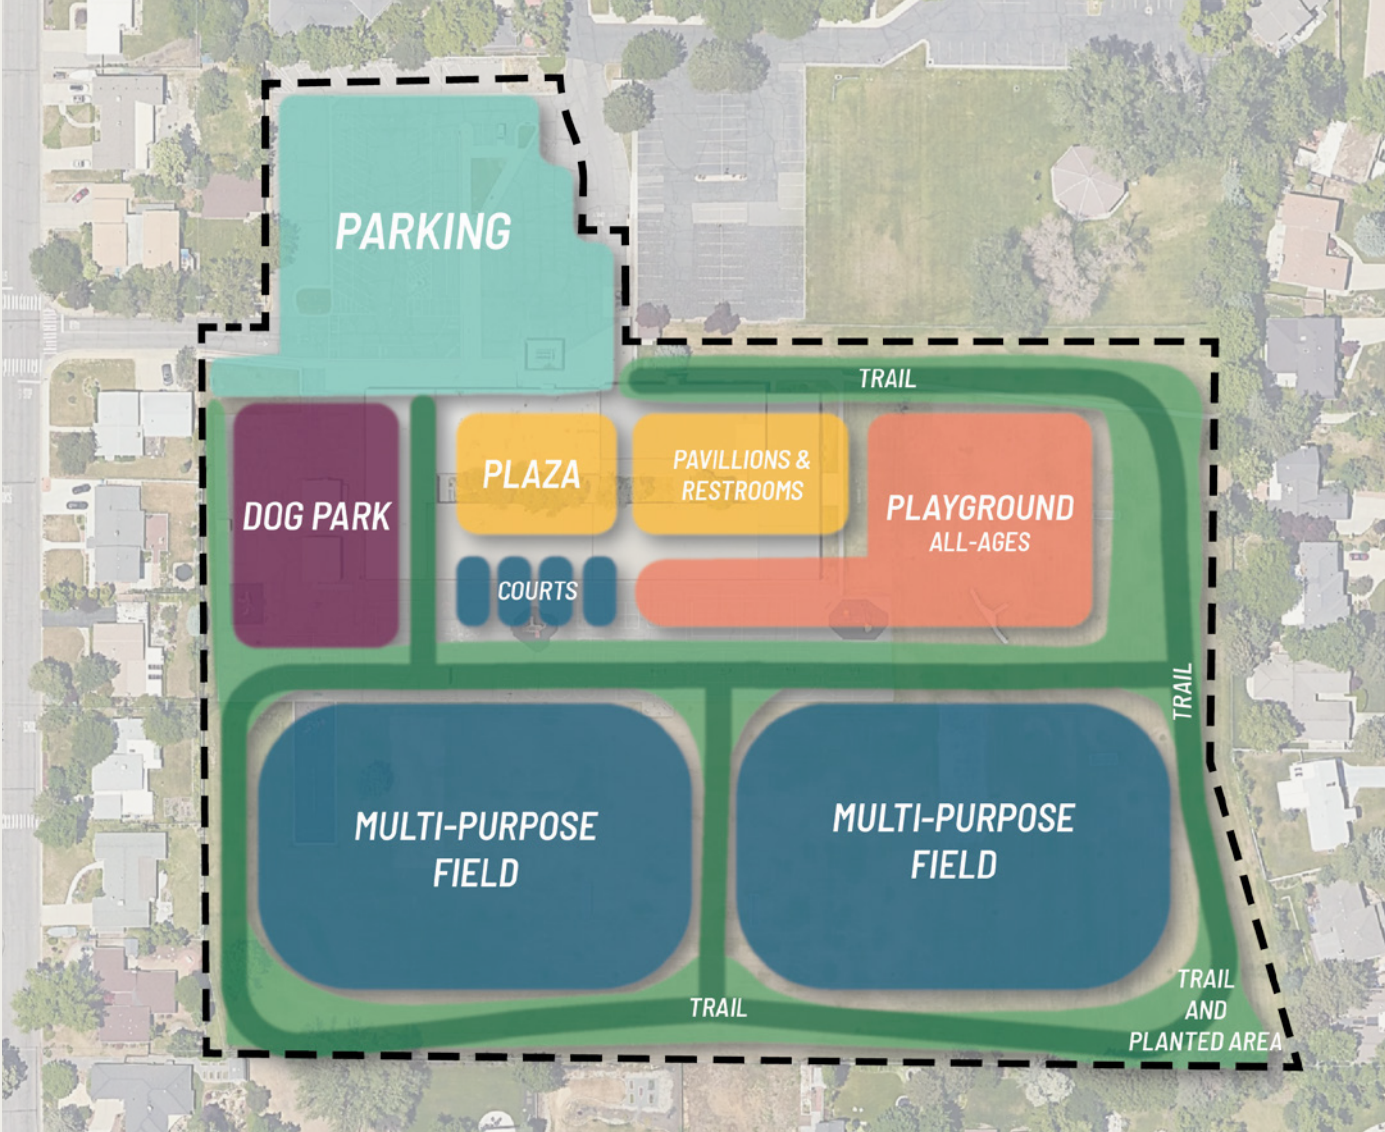 PARKING
TRAIL
DOG PARK
PLAZA
PAVILLIONS &
RESTROOMS
PLAYGROUND
ALL-AGES
COURTS
TRAIL
MULTI-PURPOSE
FIELD
MULTI-PURPOSE
FIELD
TRAIL
TRAIL
AND
PLANTED AREA